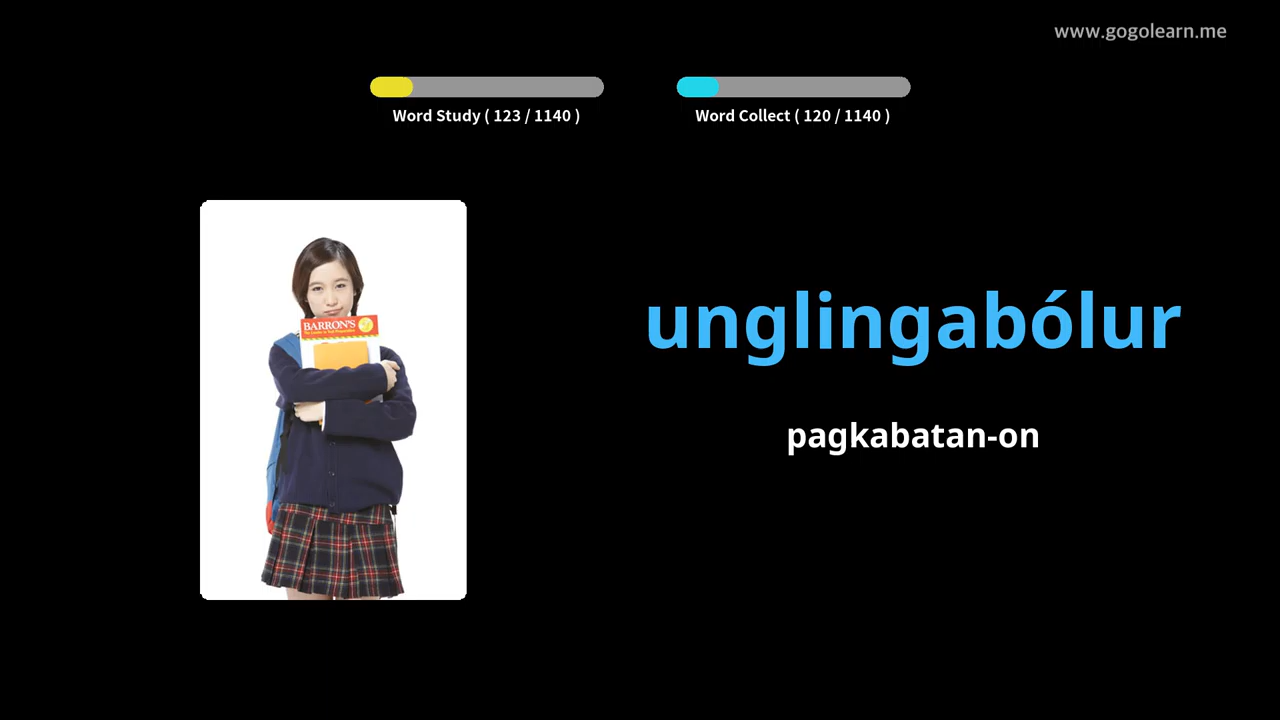 www.gogolearn.me
Word Study ( 123 / 1140 )
Word Collect ( 120 / 1140 )
BARRON'S
unglingabólur
pagkabatan-on